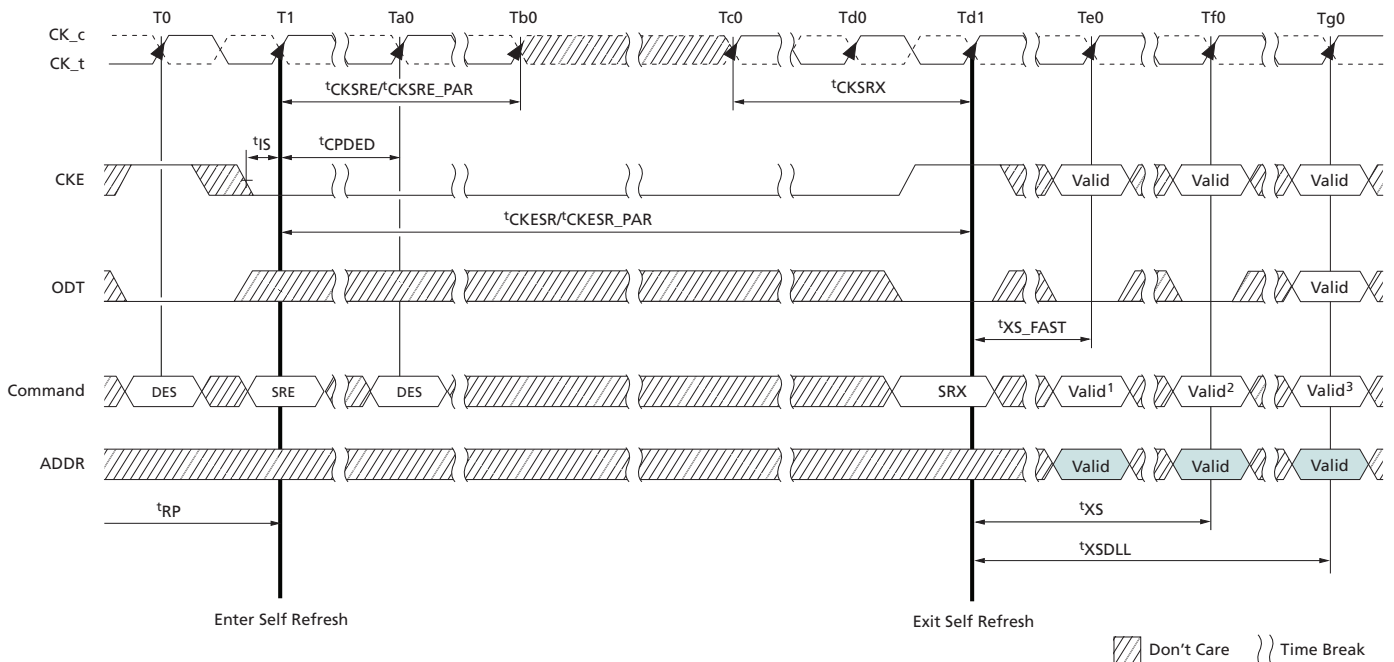 T0 T1 Ta0 Tb0 Tc0 Td0 Td1 Te0 Tf0 Tg0
CK_c
CK_t
tCKSRE/tCKSRE_PAR tCKSRX
tIS tCPDED
CKE Valid Valid Valid
tCKESR/tCKESR_PAR
ODT Valid
tXS_FAST
Command DES SRE DES SRX Valid1 Valid2 Valid3
ADDR Valid Valid Valid
tRP tXS
tXSDLL
Enter Self Refresh Exit Self Refresh
Don't Care Time Break